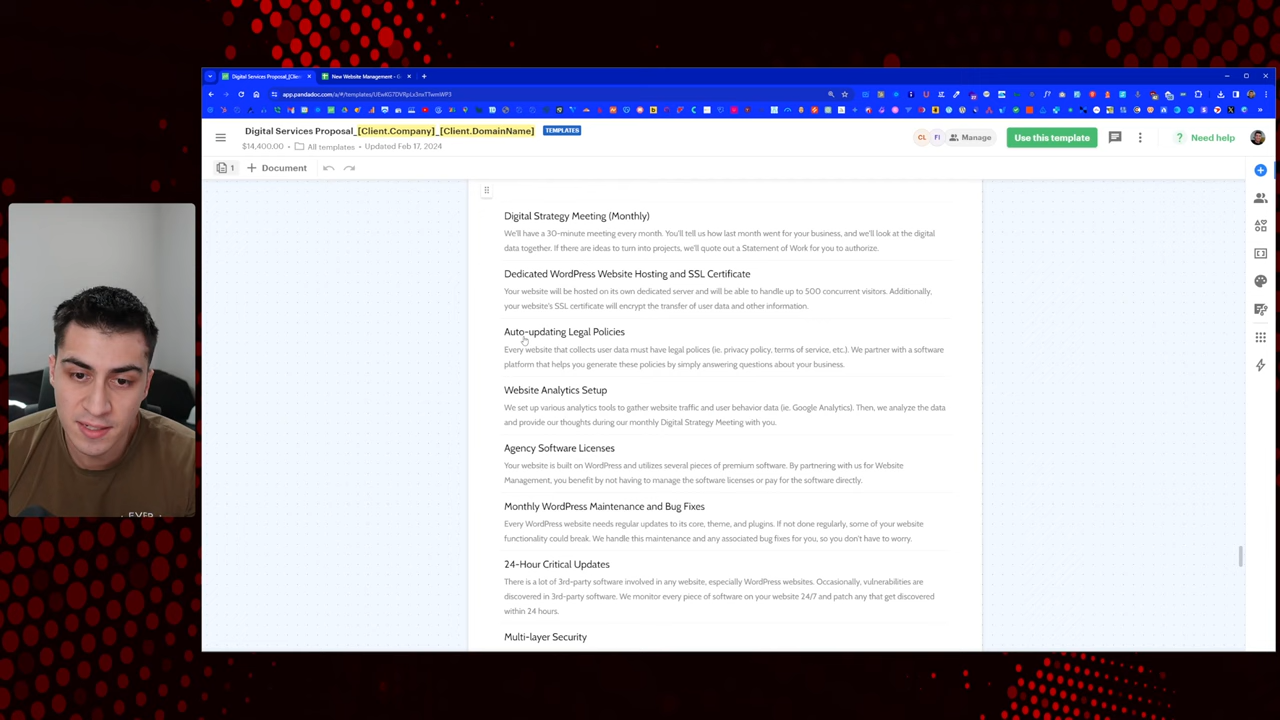 Digital Services Proposal_[Clien
New Website Management - G
app.pandadoc.com/a/#/templates/UEwKG7DVRpLx3nxTTwmWP3
Digital Services Proposal_[Client.Company]_[Client.DomainName]
TEMPLATES
$14,400.00
All templates
Updated Feb 17, 2024
CL
FI
Manage
Use this template
Need help
1
Document
Digital Strategy Meeting (Monthly)
We'll have a 30-minute meeting every month. You'll tell us how last month went for your business, and we'll look at the digital
data together. If there are ideas to turn into projects, we'll quote out a Statement of Work for you to authorize.
Dedicated WordPress Website Hosting and SSL Certificate
Your website will be hosted on its own dedicated server and will be able to handle up to 500 concurrent visitors. Additionally,
your website's SSL certificate will encrypt the transfer of user data and other information.
Auto-updating Legal Policies
Every website that collects user data must have legal polices (ie. privacy policy, terms of service, etc.). We partner with a software
platform that helps you generate these policies by simply answering questions about your business.
Website Analytics Setup
We set up various analytics tools to gather website traffic and user behavior data (ie. Google Analytics). Then, we analyze the data
and provide our thoughts during our monthly Digital Strategy Meeting with you.
Agency Software Licenses
Your website is built on WordPress and utilizes several pieces of premium software. By partnering with us for Website
Management, you benefit by not having to manage the software licenses or pay for the software directly.
Monthly WordPress Maintenance and Bug Fixes
Every WordPress website needs regular updates to its core, theme, and plugins. If not done regularly, some of your website
functionality could break. We handle this maintenance and any associated bug fixes for you, so you don't have to worry.
24-Hour Critical Updates
There is a lot of 3rd-party software involved in any website, especially WordPress websites. Occasionally, vulnerabilities are
discovered in 3rd-party software. We monitor every piece of software on your website 24/7 and patch any that get discovered
within 24 hours.
Multi-layer Security